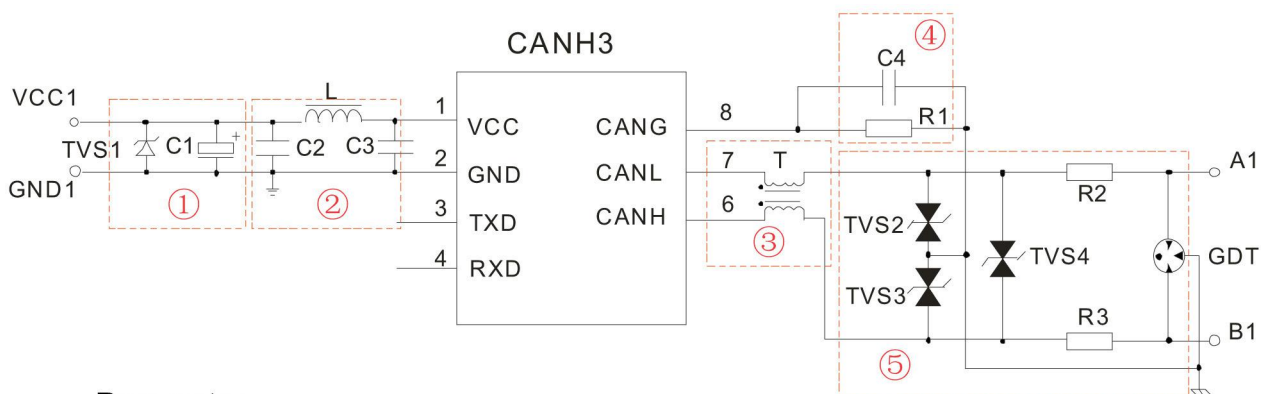 CANH3
④
C4
R1
VCC1
L
1
VCC
CANG
8
TVS1
C1
+
C2
C3
2
GND
CANL
7
T
A1
GND1
①
②
R2
3
TXD
CANH
6
③
TVS2
TVS4
GDT
4
RXD
TVS3
R3
B1
⑤